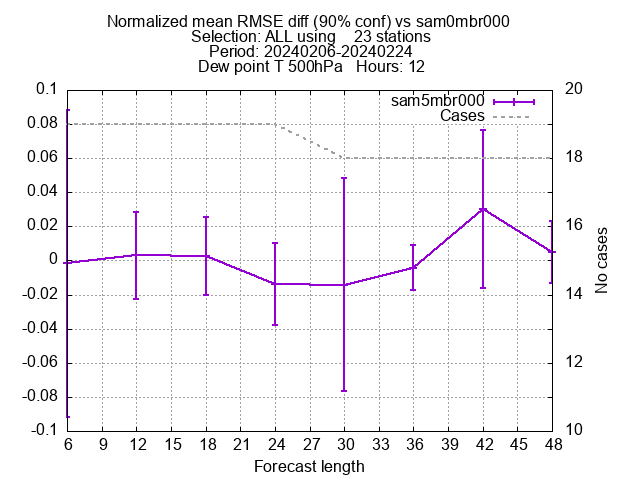 Normalized mean RMSE diff (90% conf) vs sam0mbr000
Selection: ALL using    23 stations
Period: 20240206-20240224
Dew point T 500hPa   Hours: 12
sam5mbr000
Cases
0.1
0.08
0.06
0.04
0.02
0
-0.02
-0.04
-0.06
-0.08
-0.1
20
18
16
14
12
10
No cases
6 9 12 15 18 21 24 27 30 33 36 39 42 45 48
Forecast length